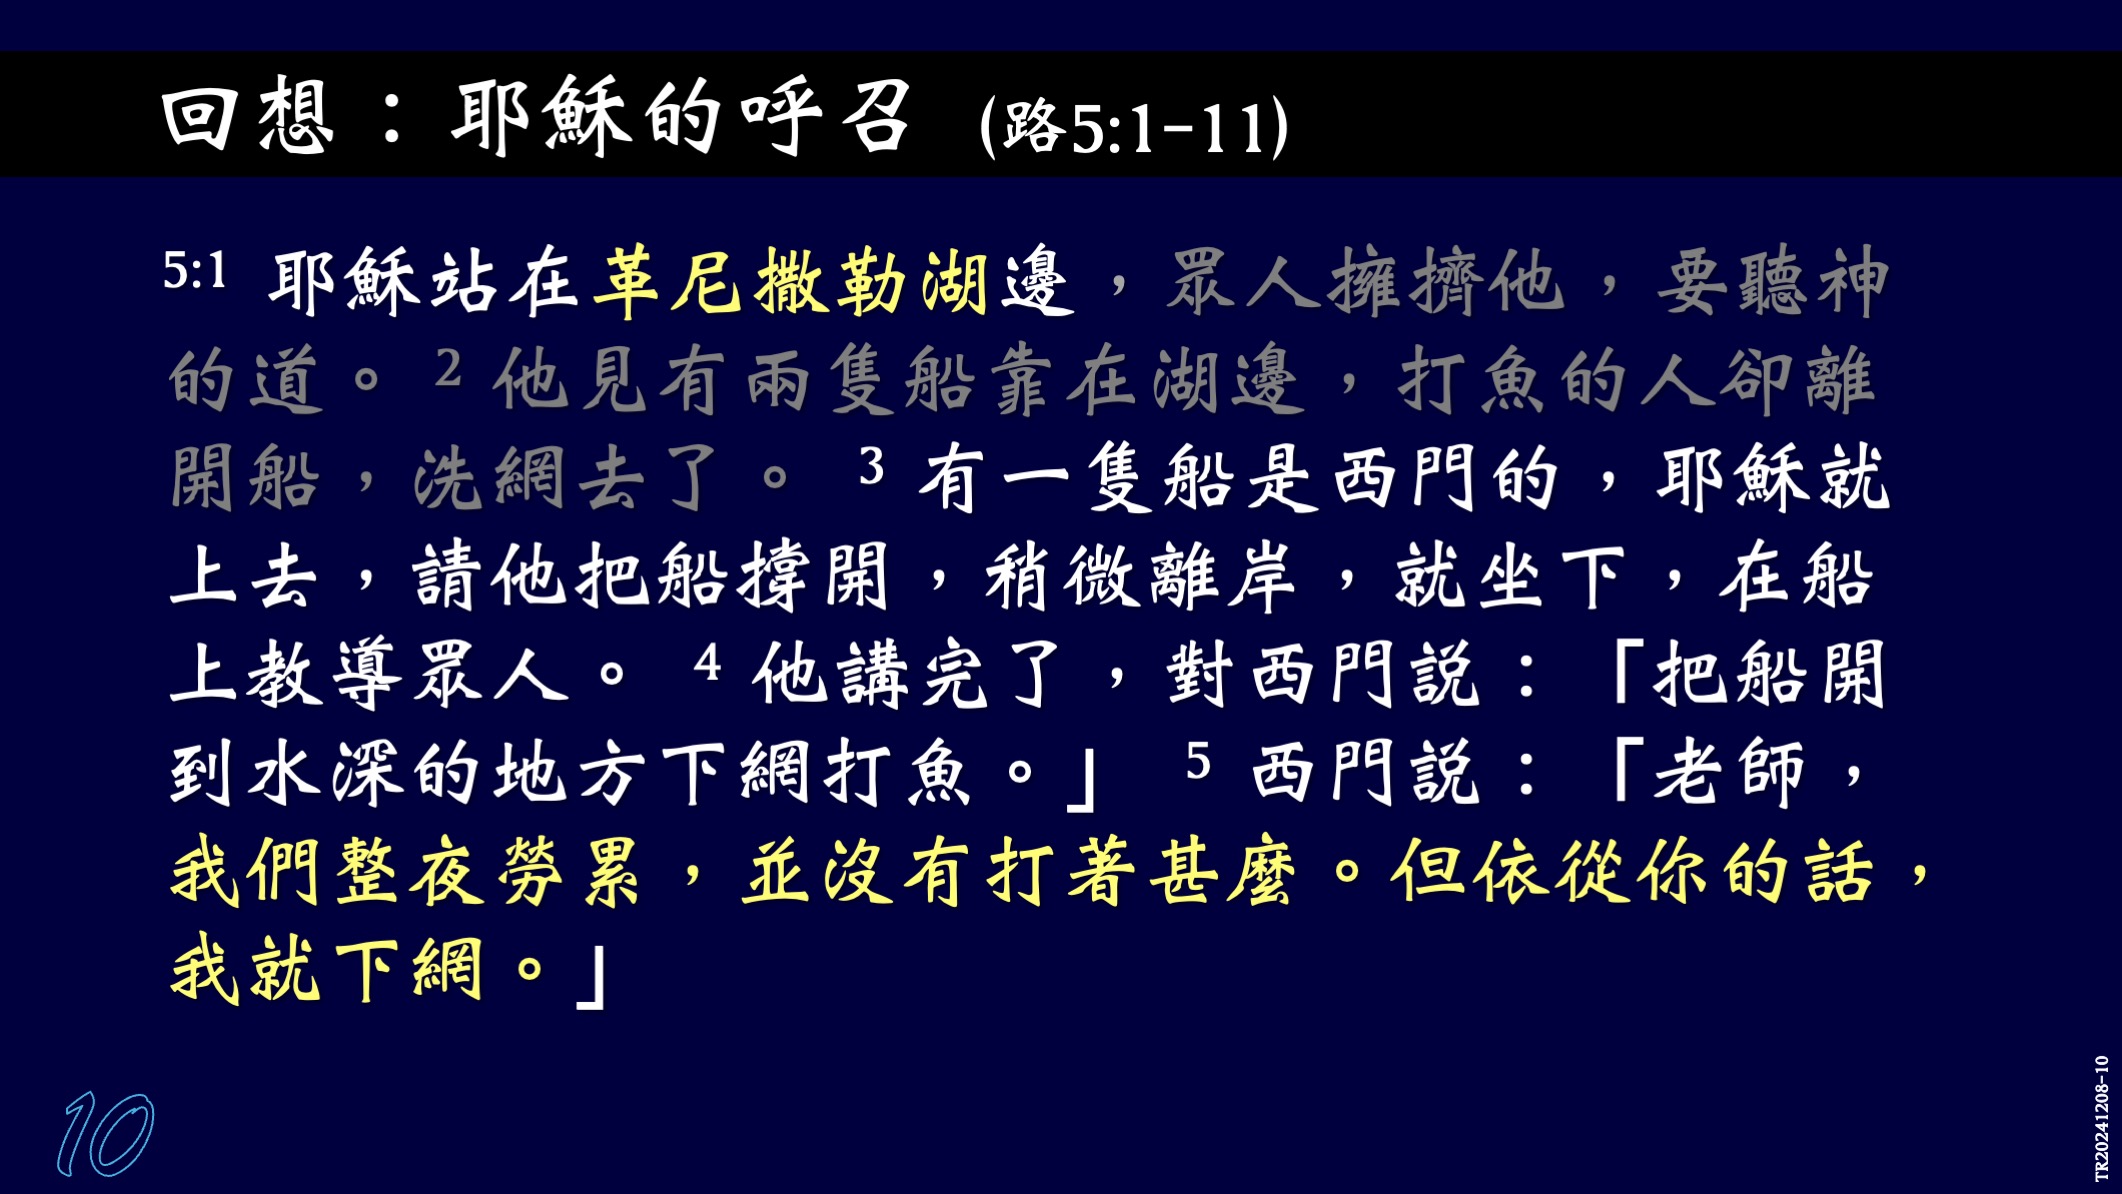 回想：耶穌的呼召 (路5:1-11)
5:1 耶穌站在革尼撒勒湖邊，眾人擁擠他，要聽神
的道。 2 他見有兩隻船靠在湖邊，打魚的人卻離
開船，洗網去了。 3 有一隻船是西門的，耶穌就
上去，請他把船撐開，稍微離岸，就坐下，在船
上教導眾人。 4 他講完了，對西門説：「把船開
到水深的地方下網打魚。」 5 西門説：「老師，
我們整夜勞累，並沒有打著甚麼。但依從你的話，
我就下網。」
10
TR20241208-10